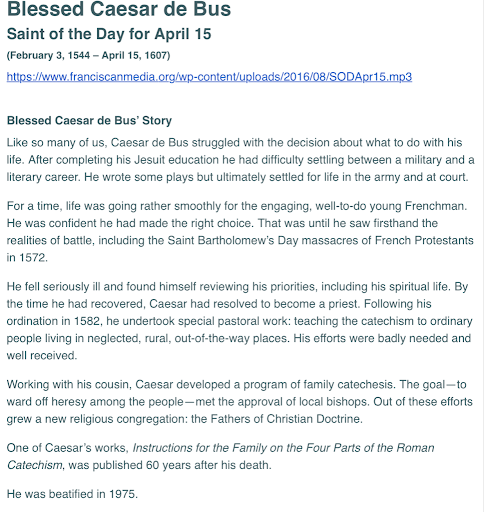 Blessed Caesar de Bus
Saint of the Day for April 15
(February 3, 1544 – April 15, 1607)
https://www.franciscanmedia.org/wp-content/uploads/2016/08/SODApr15.mp3
Blessed Caesar de Bus’ Story
Like so many of us, Caesar de Bus struggled with the decision about what to do with his
life. After completing his Jesuit education he had difficulty settling between a military and a
literary career. He wrote some plays but ultimately settled for life in the army and at court.
For a time, life was going rather smoothly for the engaging, well-to-do young Frenchman.
He was confident he had made the right choice. That was until he saw firsthand the
realities of battle, including the Saint Bartholomew’s Day massacres of French Protestants
in 1572.
He fell seriously ill and found himself reviewing his priorities, including his spiritual life. By
the time he had recovered, Caesar had resolved to become a priest. Following his
ordination in 1582, he undertook special pastoral work: teaching the catechism to ordinary
people living in neglected, rural, out-of-the-way places. His efforts were badly needed and
well received.
Working with his cousin, Caesar developed a program of family catechesis. The goal—to
ward off heresy among the people—met the approval of local bishops. Out of these efforts
grew a new religious congregation: the Fathers of Christian Doctrine.
One of Caesar’s works, Instructions for the Family on the Four Parts of the Roman
Catechism, was published 60 years after his death.
He was beatified in 1975.